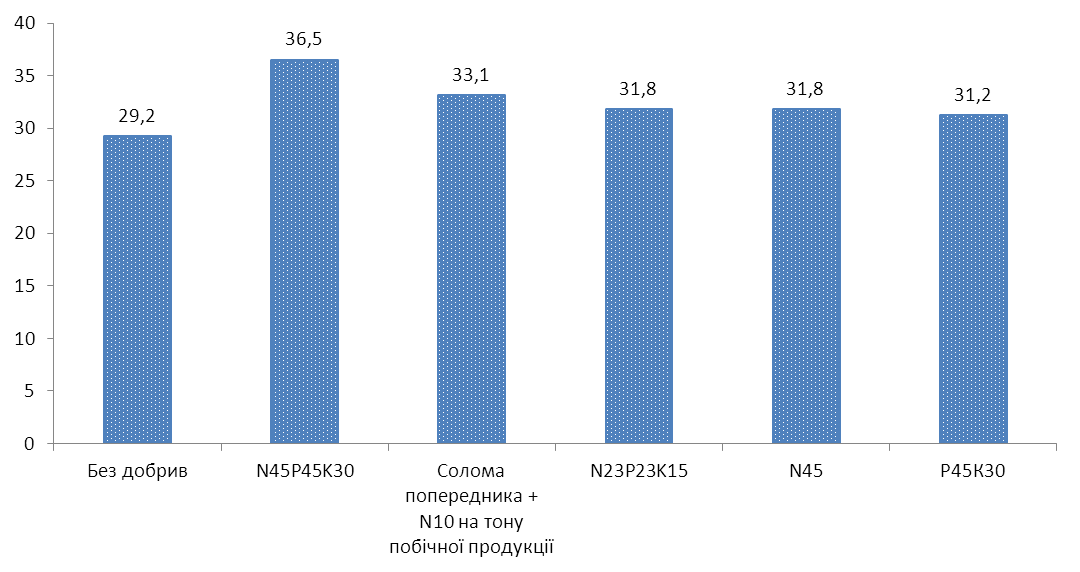 40
35
30
25
20
15
10
5
0
29,2
36,5
33,1
31,8
31,8
31,2
Без добрив
N45P45K30
Солома
попередника +
N10 на тону
побічної продукції
N23P23K15
N45
P45K30